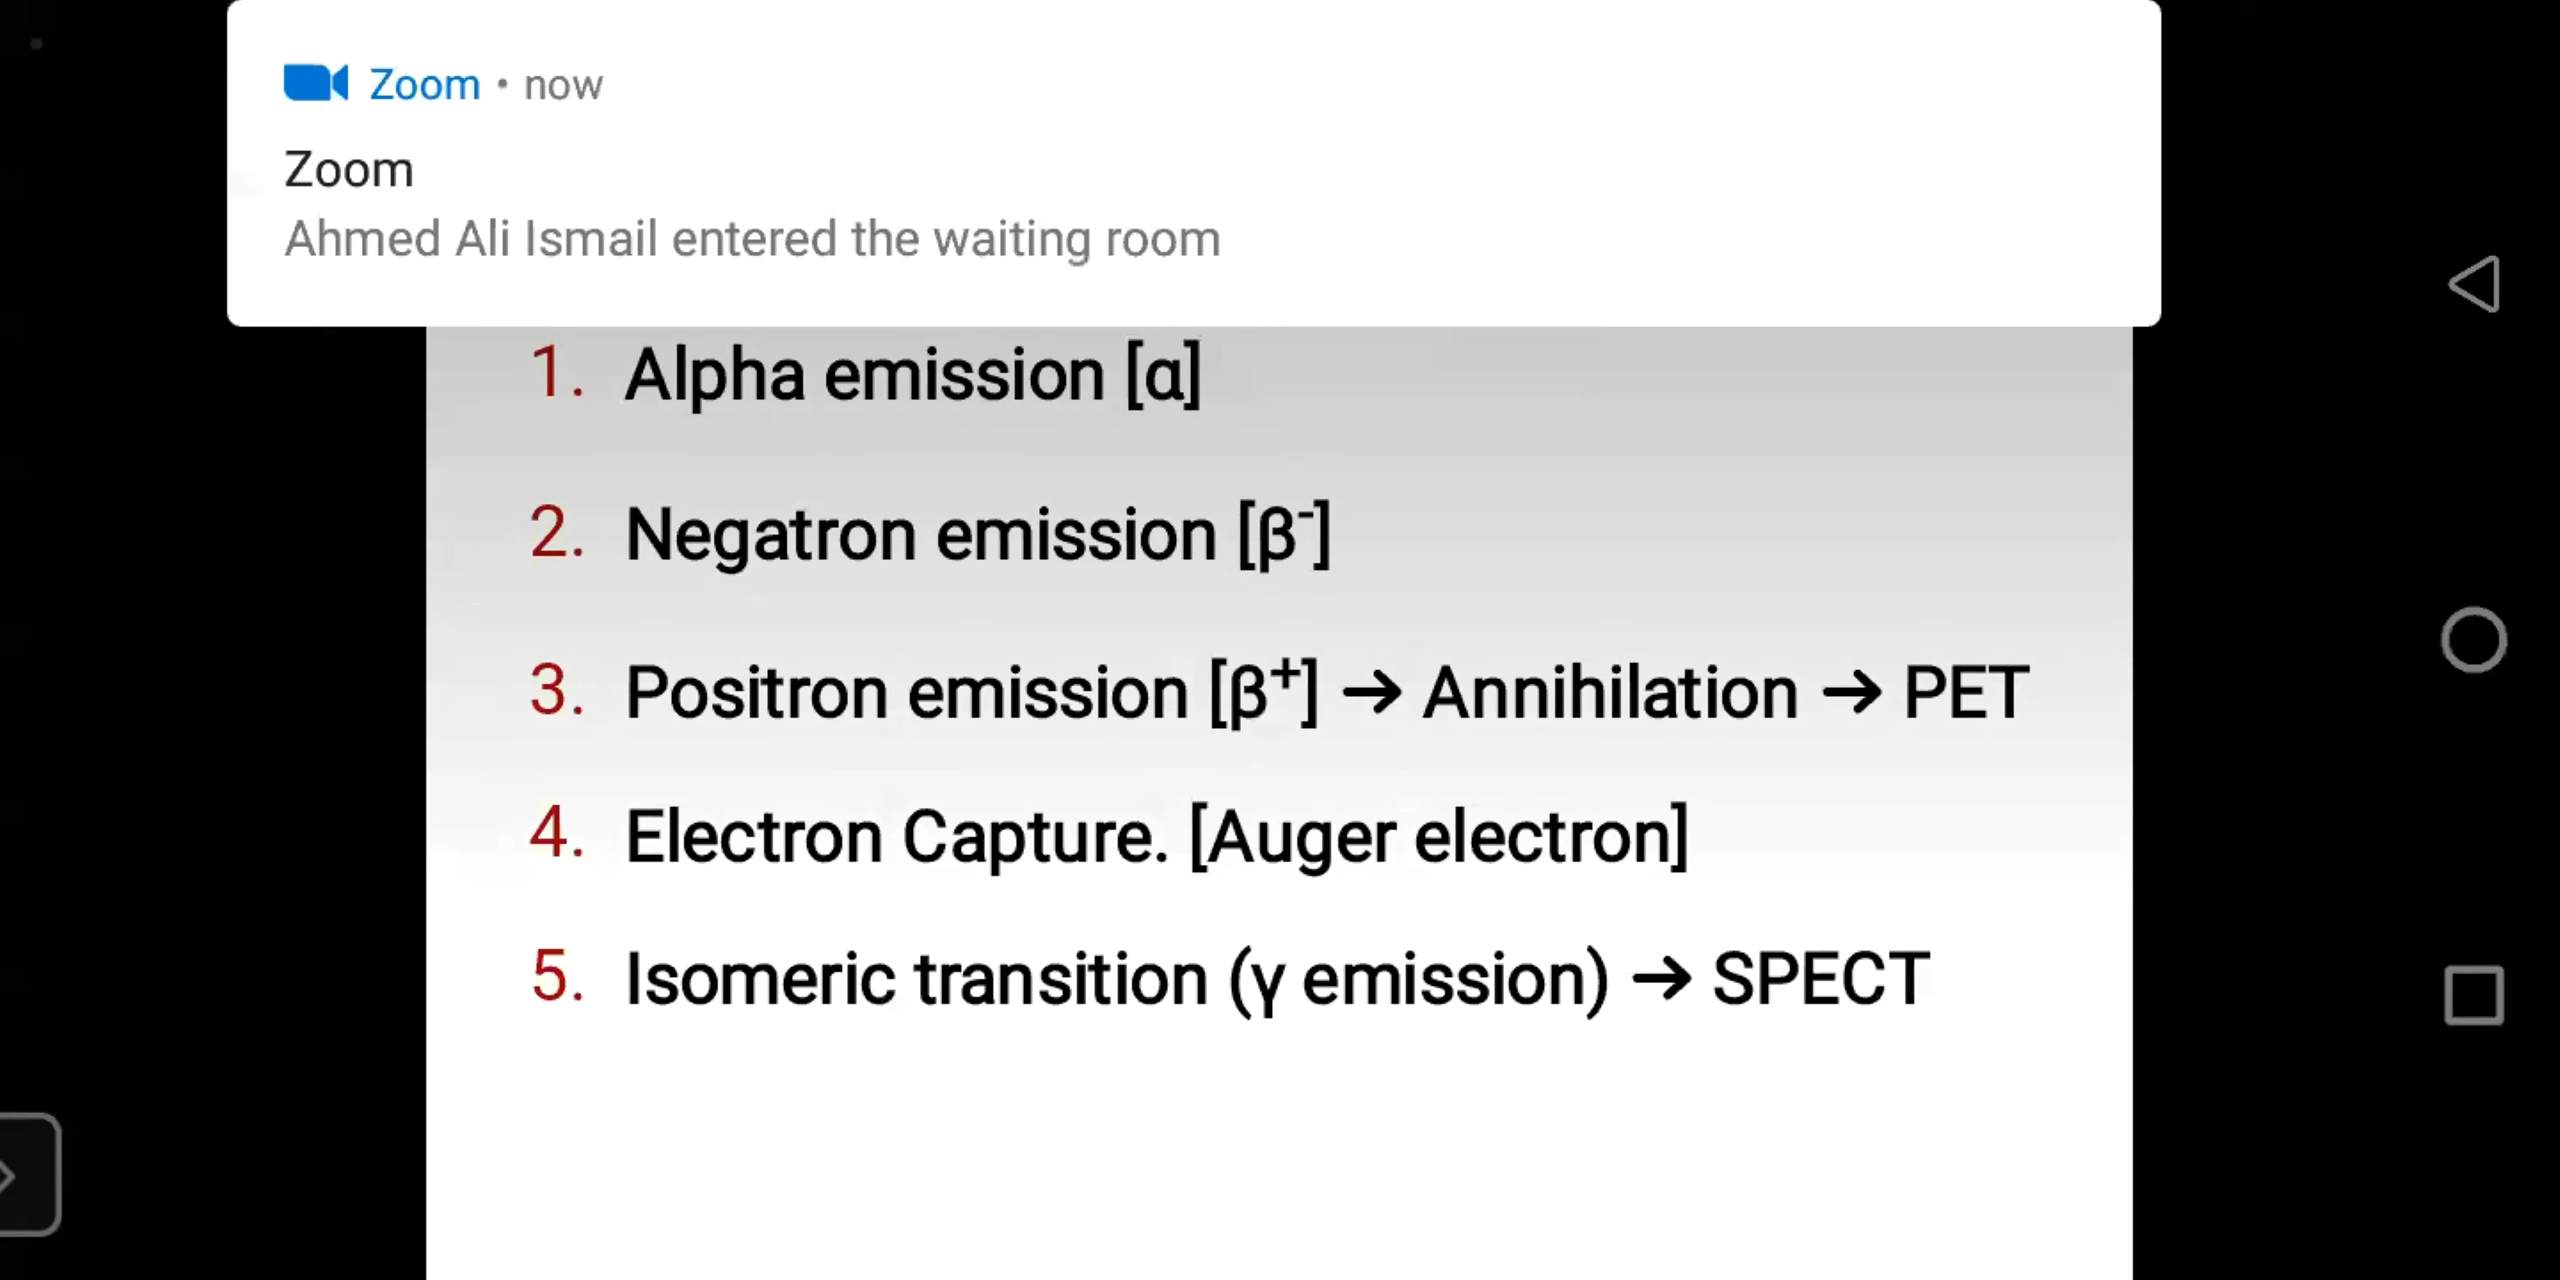 Zoom • now
Zoom
Ahmed Ali Ismail entered the waiting room
1. Alpha emission [α]
2. Negatron emission [β⁻]
3. Positron emission [β⁺] → Annihilation → PET
4. Electron Capture. [Auger electron]
5. Isomeric transition (γ emission) → SPECT